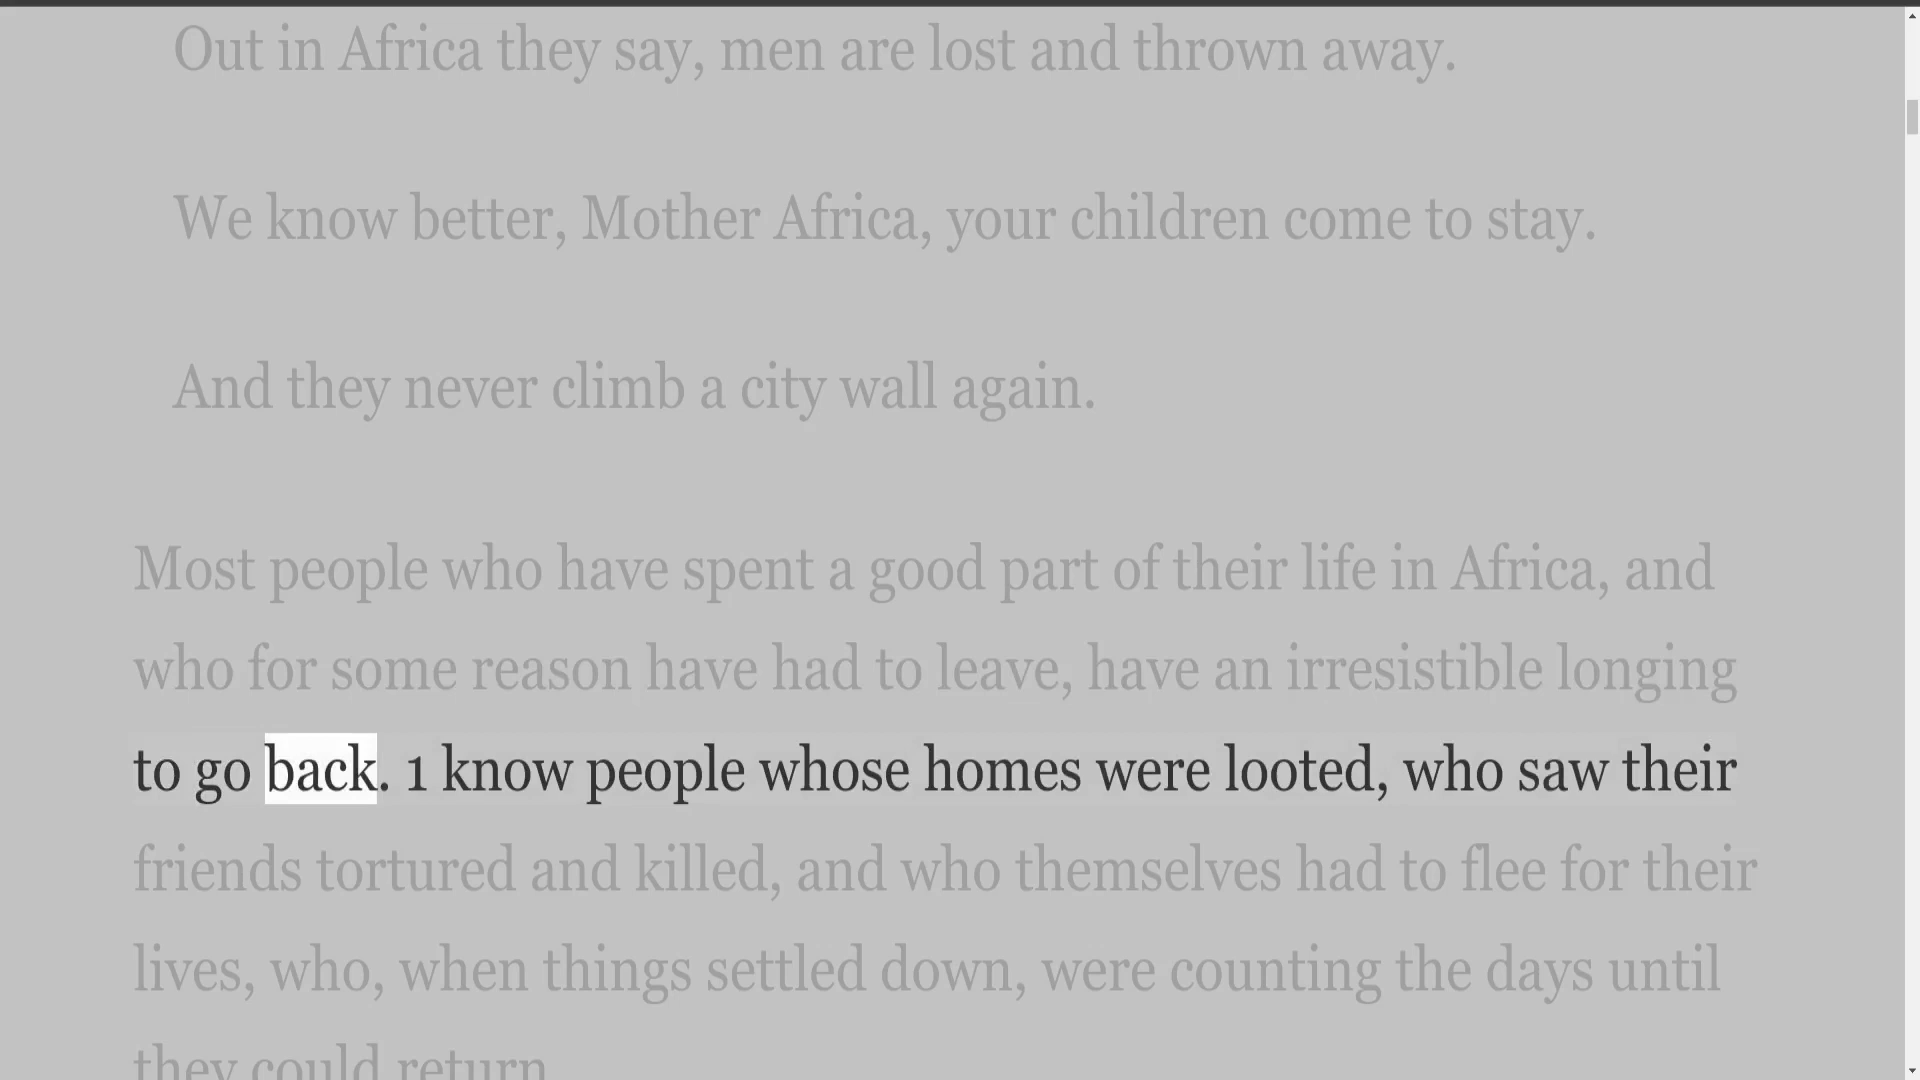 Out in Africa they say, men are lost and thrown away.
We know better, Mother Africa, your children come to stay.
And they never climb a city wall again.
Most people who have spent a good part of their life in Africa, and
who for some reason have had to leave, have an irresistible longing
to go back. 1 know people whose homes were looted, who saw their
friends tortured and killed, and who themselves had to flee for their
lives, who, when things settled down, were counting the days until
they could return